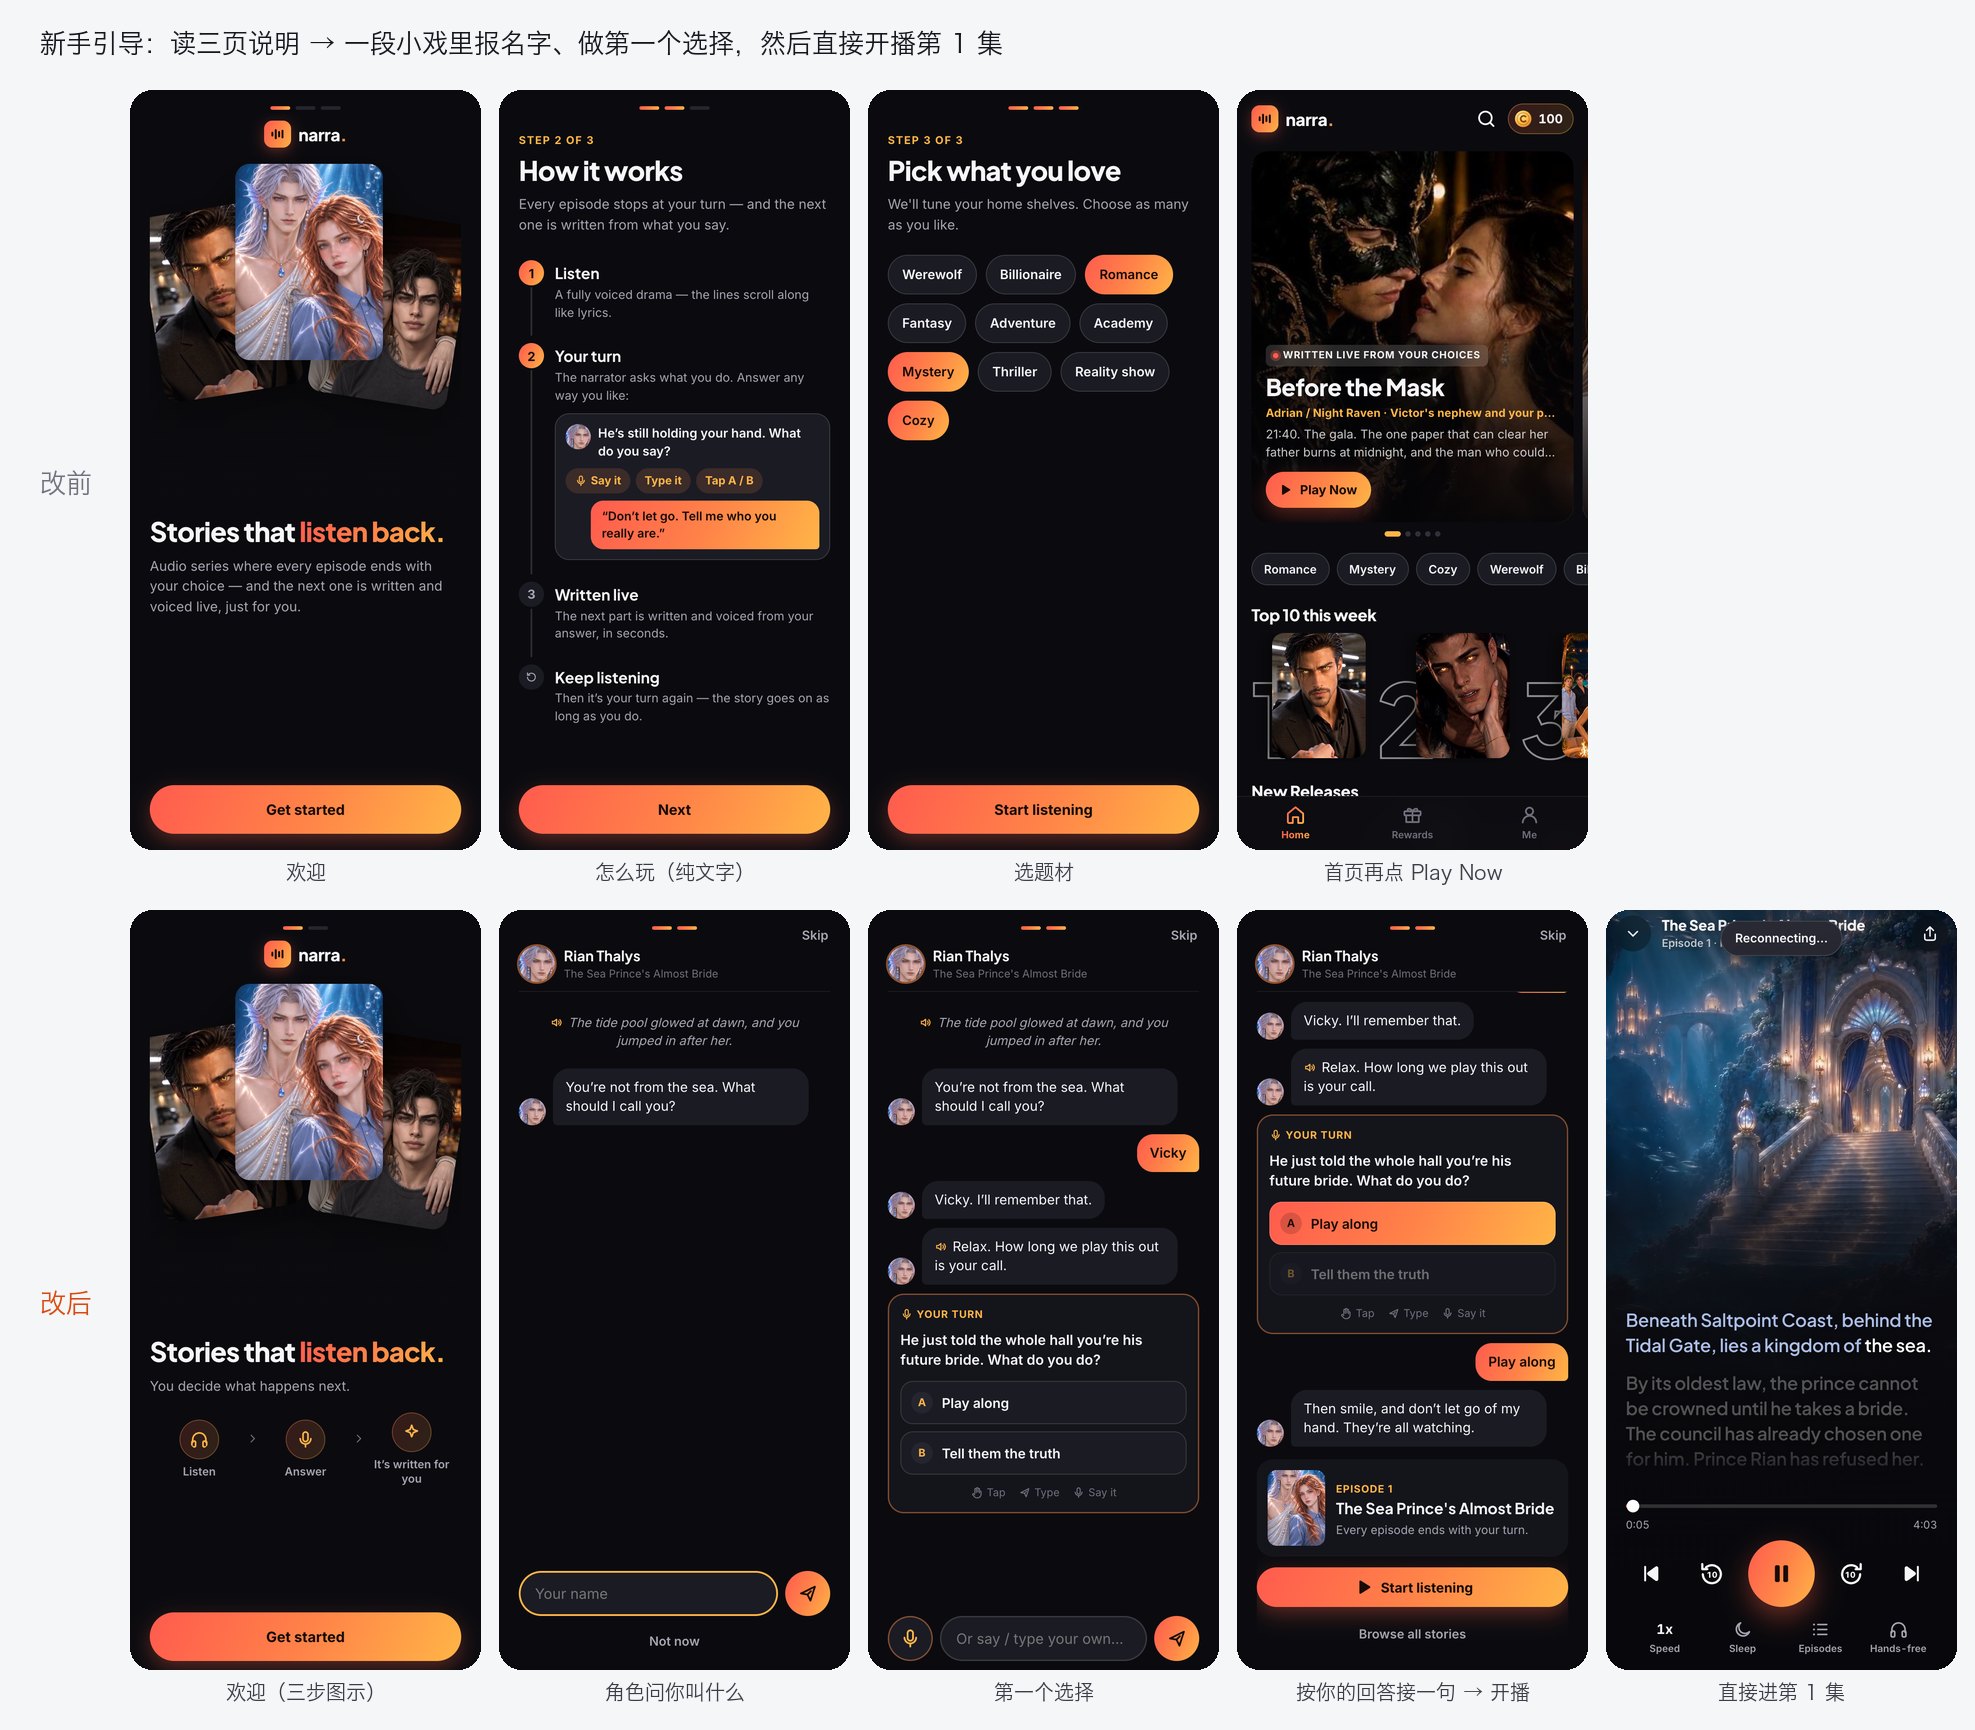 新手引导：读三页说明 → 一段小戏里报名字、做第一个选择，然后直接开播第 1 集
改前
narra.
Stories that listen back.
Audio series where every episode ends with
your choice — and the next one is written and
voiced live, just for you.
Get started
欢迎
STEP 2 OF 3
How it works
Every episode stops at your turn — and the next
one is written from what you say.
1 Listen
A fully voiced drama — the lines scroll along
like lyrics.
2 Your turn
The narrator asks what you do. Answer any
way you like:
He's still holding your hand. What
do you say?
Say it Type it Tap A / B
“Don't let go. Tell me who you
really are.”
3 Written live
The next part is written and voiced from your
answer, in seconds.
Keep listening
Then it's your turn again — the story goes on as
long as you do.
Next
怎么玩（纯文字）
STEP 3 OF 3
Pick what you love
We'll tune your home shelves. Choose as many
as you like.
Werewolf Billionaire Romance
Fantasy Adventure Academy
Mystery Thriller Reality show
Cozy
Start listening
选题材
narra. C 100
WRITTEN LIVE FROM YOUR CHOICES
Before the Mask
Adrian / Night Raven · Victor's nephew and your p...
21:40. The gala. The one paper that can clear her
father burns at midnight, and the man who could...
Play Now
Romance Mystery Cozy Werewolf Bi
Top 10 this week
1 2 3
New Releases
Home Rewards Me
首页再点 Play Now
改后
narra.
Stories that listen back.
You decide what happens next.
Listen Answer It's written for
you
Get started
欢迎（三步图示）
Skip
Rian Thalys
The Sea Prince's Almost Bride
The tide pool glowed at dawn, and you
jumped in after her.
You're not from the sea. What
should I call you?
Your name
Not now
角色问你叫什么
Skip
Rian Thalys
The Sea Prince's Almost Bride
The tide pool glowed at dawn, and you
jumped in after her.
You're not from the sea. What
should I call you?
Vicky
Vicky. I'll remember that.
Relax. How long we play this out
is your call.
YOUR TURN
He just told the whole hall you're his
future bride. What do you do?
A Play along
B Tell them the truth
Tap Type Say it
Or say / type your own...
第一个选择
Skip
Rian Thalys
The Sea Prince's Almost Bride
Vicky. I'll remember that.
Relax. How long we play this out
is your call.
YOUR TURN
He just told the whole hall you're his
future bride. What do you do?
A Play along
B Tell them the truth
Tap Type Say it
Play along
Then smile, and don't let go of my
hand. They're all watching.
EPISODE 1
The Sea Prince's Almost Bride
Every episode ends with your turn.
Start listening
Browse all stories
按你的回答接一句 → 开播
The Sea P ride
Episode 1 ·
Reconnecting...
Beneath Saltpoint Coast, behind the
Tidal Gate, lies a kingdom of the sea.
By its oldest law, the prince cannot
be crowned until he takes a bride.
The council has already chosen one
for him. Prince Rian has refused her.
0:05 4:03
10 10
1x
Speed Sleep Episodes Hands-free
直接进第 1 集